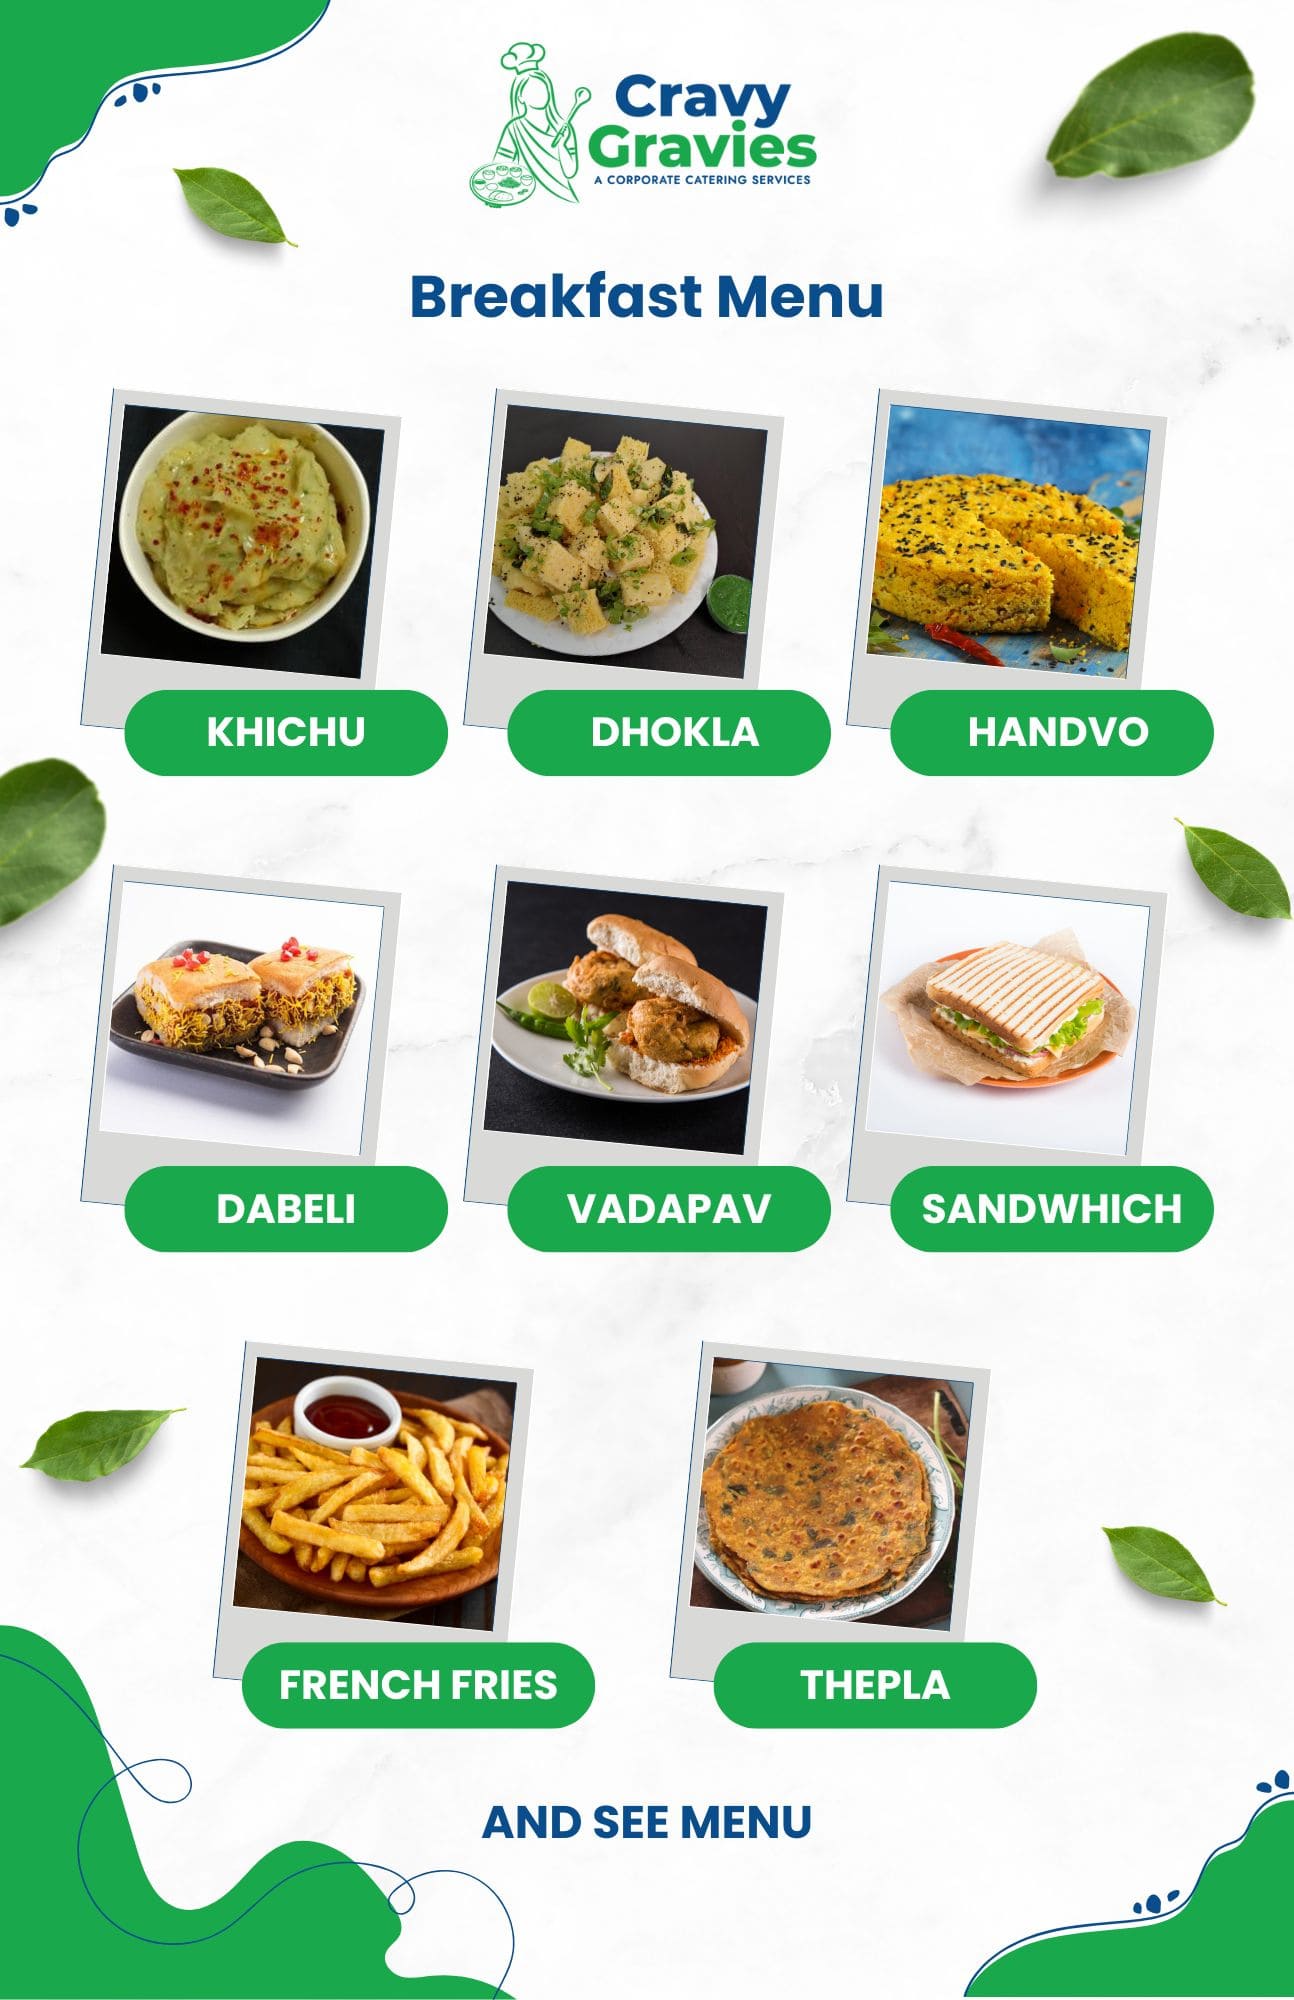 Cravy
Gravies
A CORPORATE CATERING SERVICES
Breakfast Menu
KHICHU
DHOKLA
HANDVO
DABELI
VADAPAV
SANDWHICH
FRENCH FRIES
THEPLA
AND SEE MENU